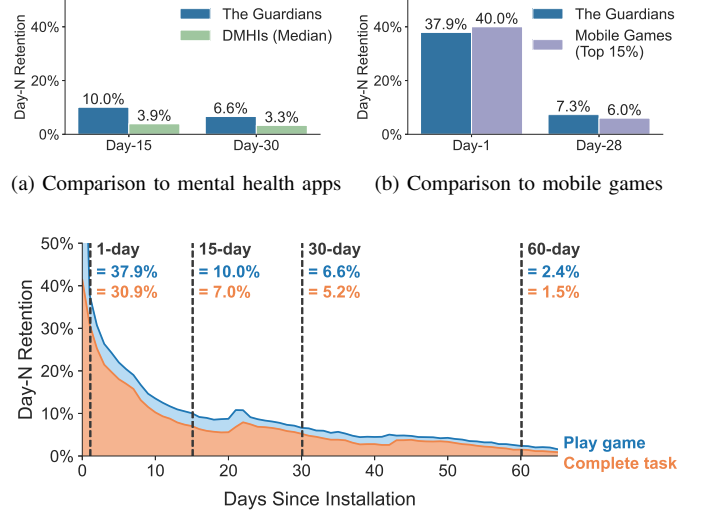 40%
20%
0%
Day-N Retention
The Guardians
DMHIs (Median)
10.0%
3.9%
6.6%
3.3%
Day-15
Day-30
40%
20%
0%
Day-N Retention
The Guardians
Mobile Games
(Top 15%)
37.9%
40.0%
7.3%
6.0%
Day-1
Day-28
(a) Comparison to mental health apps
(b) Comparison to mobile games
50%
40%
30%
20%
10%
0%
Day-N Retention
1-day
= 37.9%
= 30.9%
15-day
= 10.0%
= 7.0%
30-day
= 6.6%
= 5.2%
60-day
= 2.4%
= 1.5%
Play game
Complete task
0
10
20
30
40
50
60
Days Since Installation